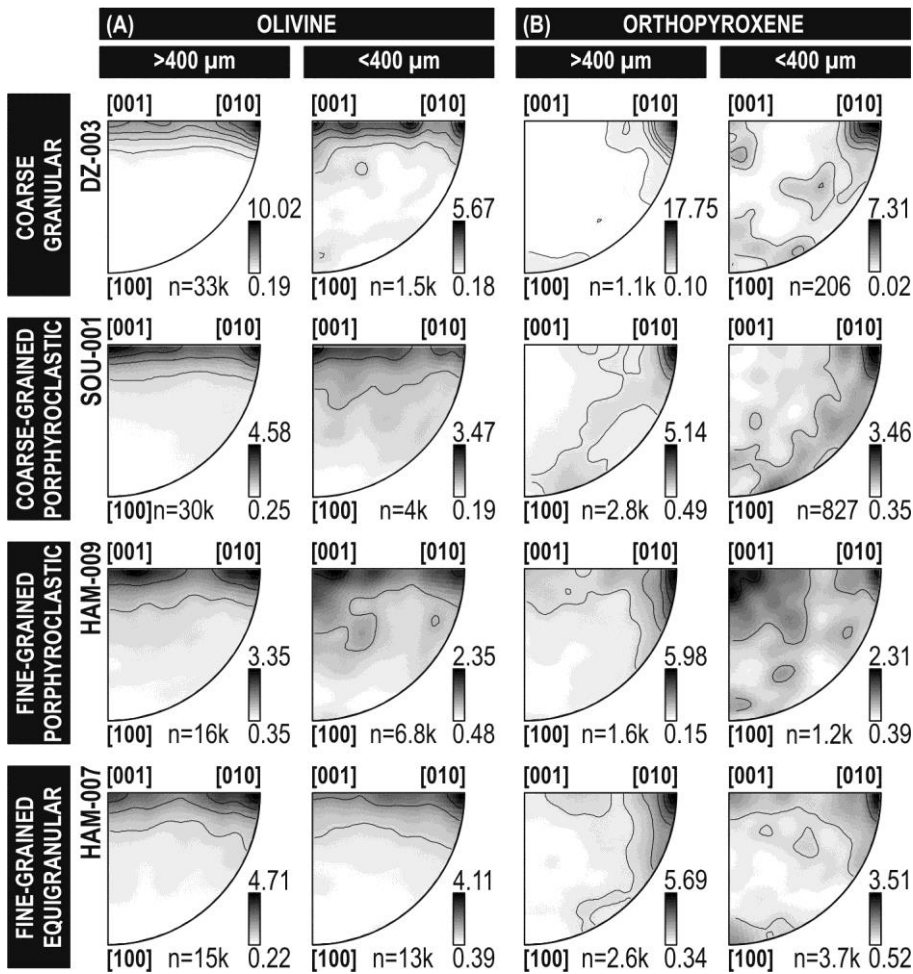 (A) OLIVINE (B) ORTHOPYROXENE
>400 µm <400 µm >400 µm <400 µm
COARSE GRANULAR
DZ-003
[001] [010] [001] [010] [001] [010] [001] [010]
10.02 5.67 17.75 7.31
[100] n=33k 0.19 [100] n=1.5k 0.18 [100] n=1.1k 0.10 [100] n=206 0.02
COARSE-GRAINED PORPHYROCLASTIC
SOU-001
[001] [010] [001] [010] [001] [010] [001] [010]
4.58 3.47 5.14 3.46
[100] n=30k 0.25 [100] n=4k 0.19 [100] n=2.8k 0.49 [100] n=827 0.35
FINE-GRAINED PORPHYROCLASTIC
HAM-009
[001] [010] [001] [010] [001] [010] [001] [010]
3.35 2.35 5.98 2.31
[100] n=16k 0.35 [100] n=6.8k 0.48 [100] n=1.6k 0.15 [100] n=1.2k 0.39
FINE-GRAINED EQUIGRANULAR
HAM-007
[001] [010] [001] [010] [001] [010] [001] [010]
4.71 4.11 5.69 3.51
[100] n=15k 0.22 [100] n=13k 0.39 [100] n=2.6k 0.34 [100] n=3.7k 0.52